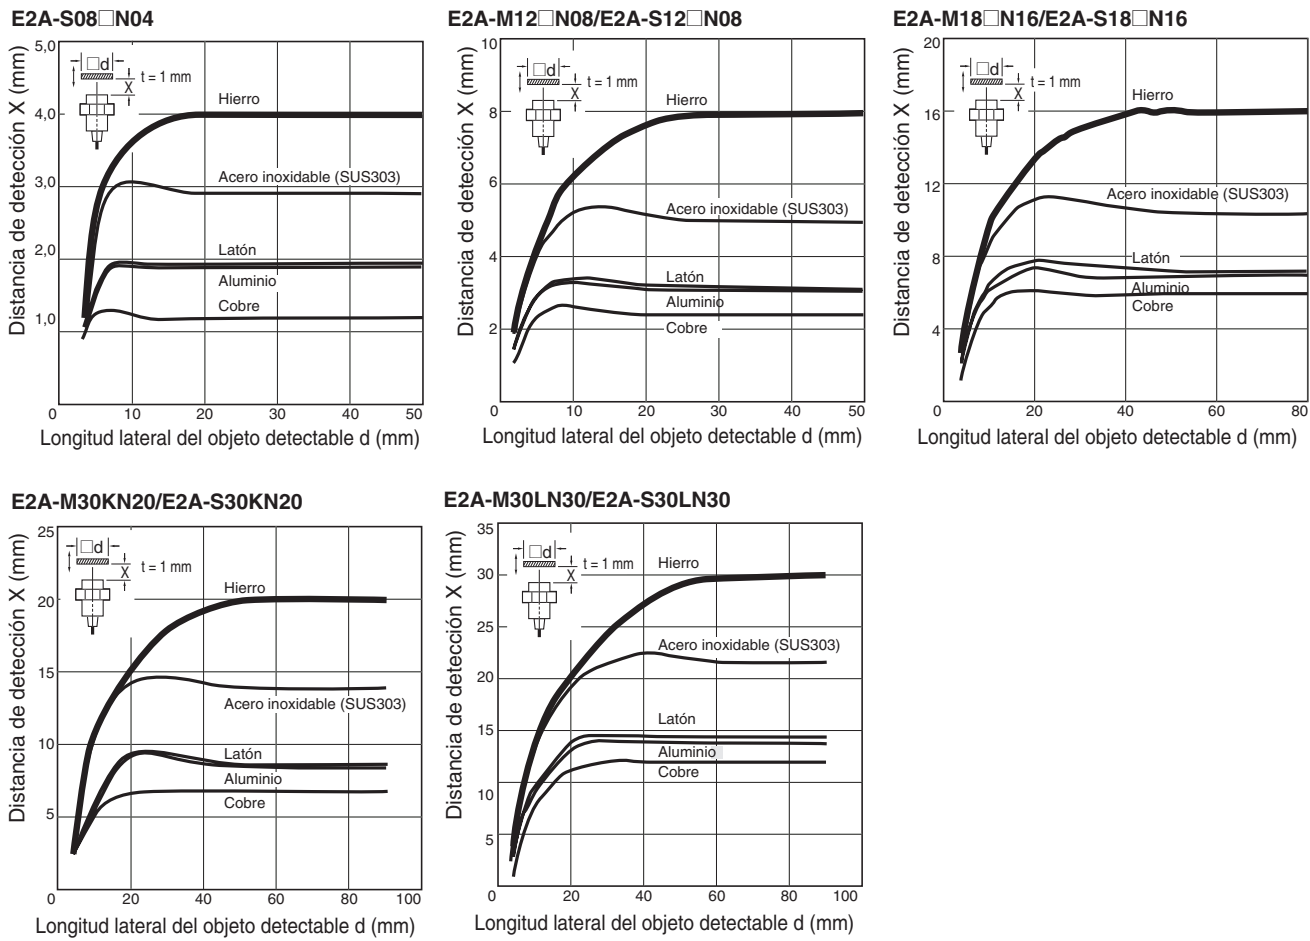 E2A-S08□N04
5,0
4,0
3,0
2,0
1,0
0
10
20
30
40
50
Distancia de detección X (mm)
Longitud lateral del objeto detectable d (mm)
□d
X
t = 1 mm
Hierro
Acero inoxidable (SUS303)
Latón
Aluminio
Cobre
E2A-M12□N08/E2A-S12□N08
10
8
6
4
2
0
10
20
30
40
50
Distancia de detección X (mm)
Longitud lateral del objeto detectable d (mm)
□d
X
t = 1 mm
Hierro
Acero inoxidable (SUS303)
Latón
Aluminio
Cobre
E2A-M18□N16/E2A-S18□N16
20
16
12
8
4
0
20
40
60
80
Distancia de detección X (mm)
Longitud lateral del objeto detectable d (mm)
□d
X
t = 1 mm
Hierro
Acero inoxidable (SUS303)
Latón
Aluminio
Cobre
E2A-M30KN20/E2A-S30KN20
25
20
15
10
5
0
20
40
60
80
100
Distancia de detección X (mm)
Longitud lateral del objeto detectable d (mm)
□d
X
t = 1 mm
Hierro
Acero inoxidable (SUS303)
Latón
Aluminio
Cobre
E2A-M30LN30/E2A-S30LN30
35
30
25
20
15
10
5
0
20
40
60
80
100
Distancia de detección X (mm)
Longitud lateral del objeto detectable d (mm)
□d
X
t = 1 mm
Hierro
Acero inoxidable (SUS303)
Latón
Aluminio
Cobre